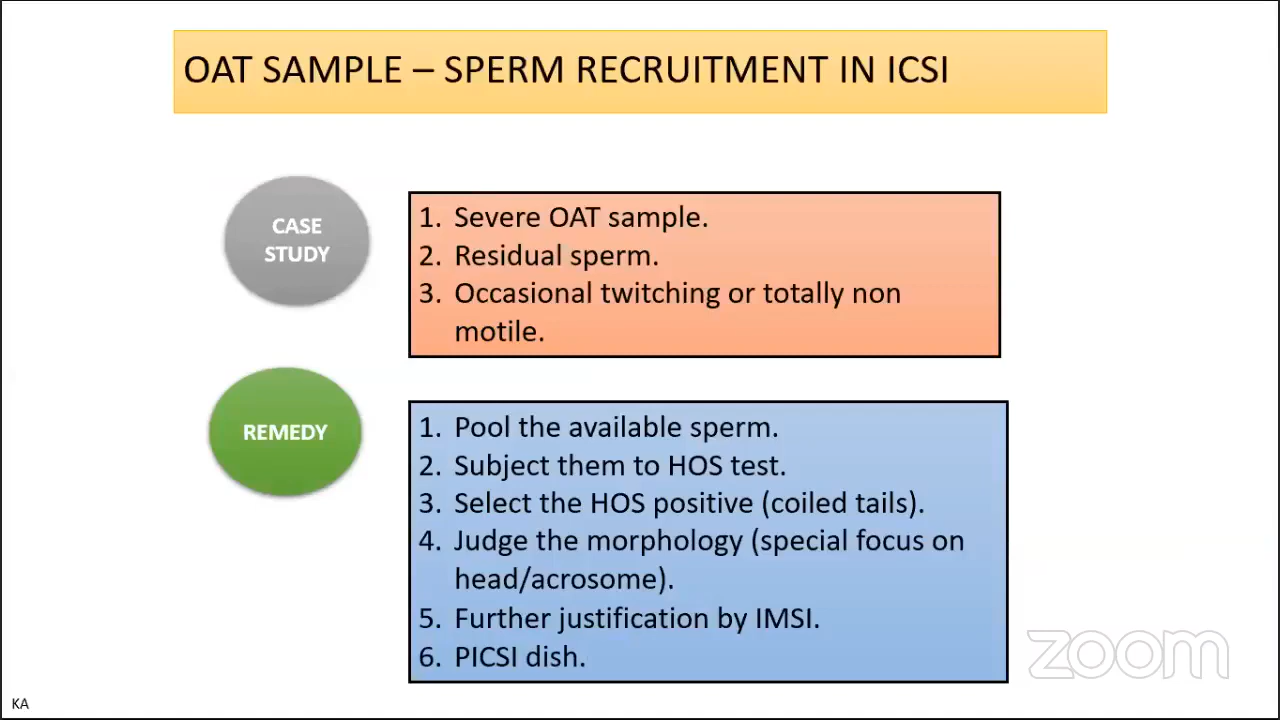 OAT SAMPLE – SPERM RECRUITMENT IN ICSI
CASE
STUDY
1. Severe OAT sample.
2. Residual sperm.
3. Occasional twitching or totally non
motile.
REMEDY
1. Pool the available sperm.
2. Subject them to HOS test.
3. Select the HOS positive (coiled tails).
4. Judge the morphology (special focus on
head/acrosome).
5. Further justification by IMSI.
6. PICSI dish.
zoom
KA